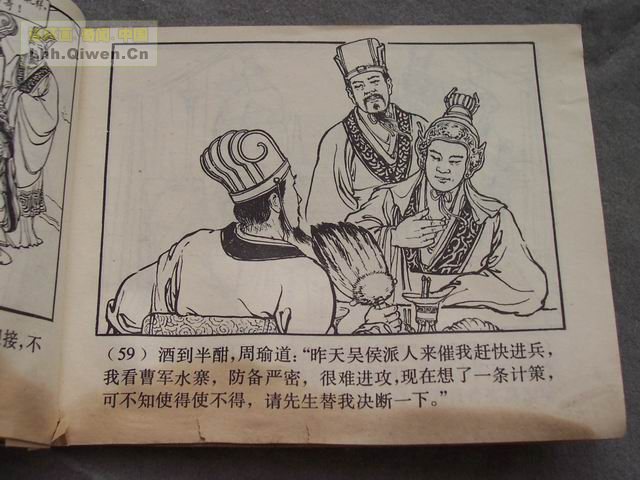 Lhh.Qiwen.Cn
(59) 酒到半酣，周瑜道：“昨天吴侯派人来催我赶快进兵，
我看曹军水寨，防备严密，很难进攻，现在想了一条计策，
可不知使得使不得，请先生替我决断一下。”
接，不